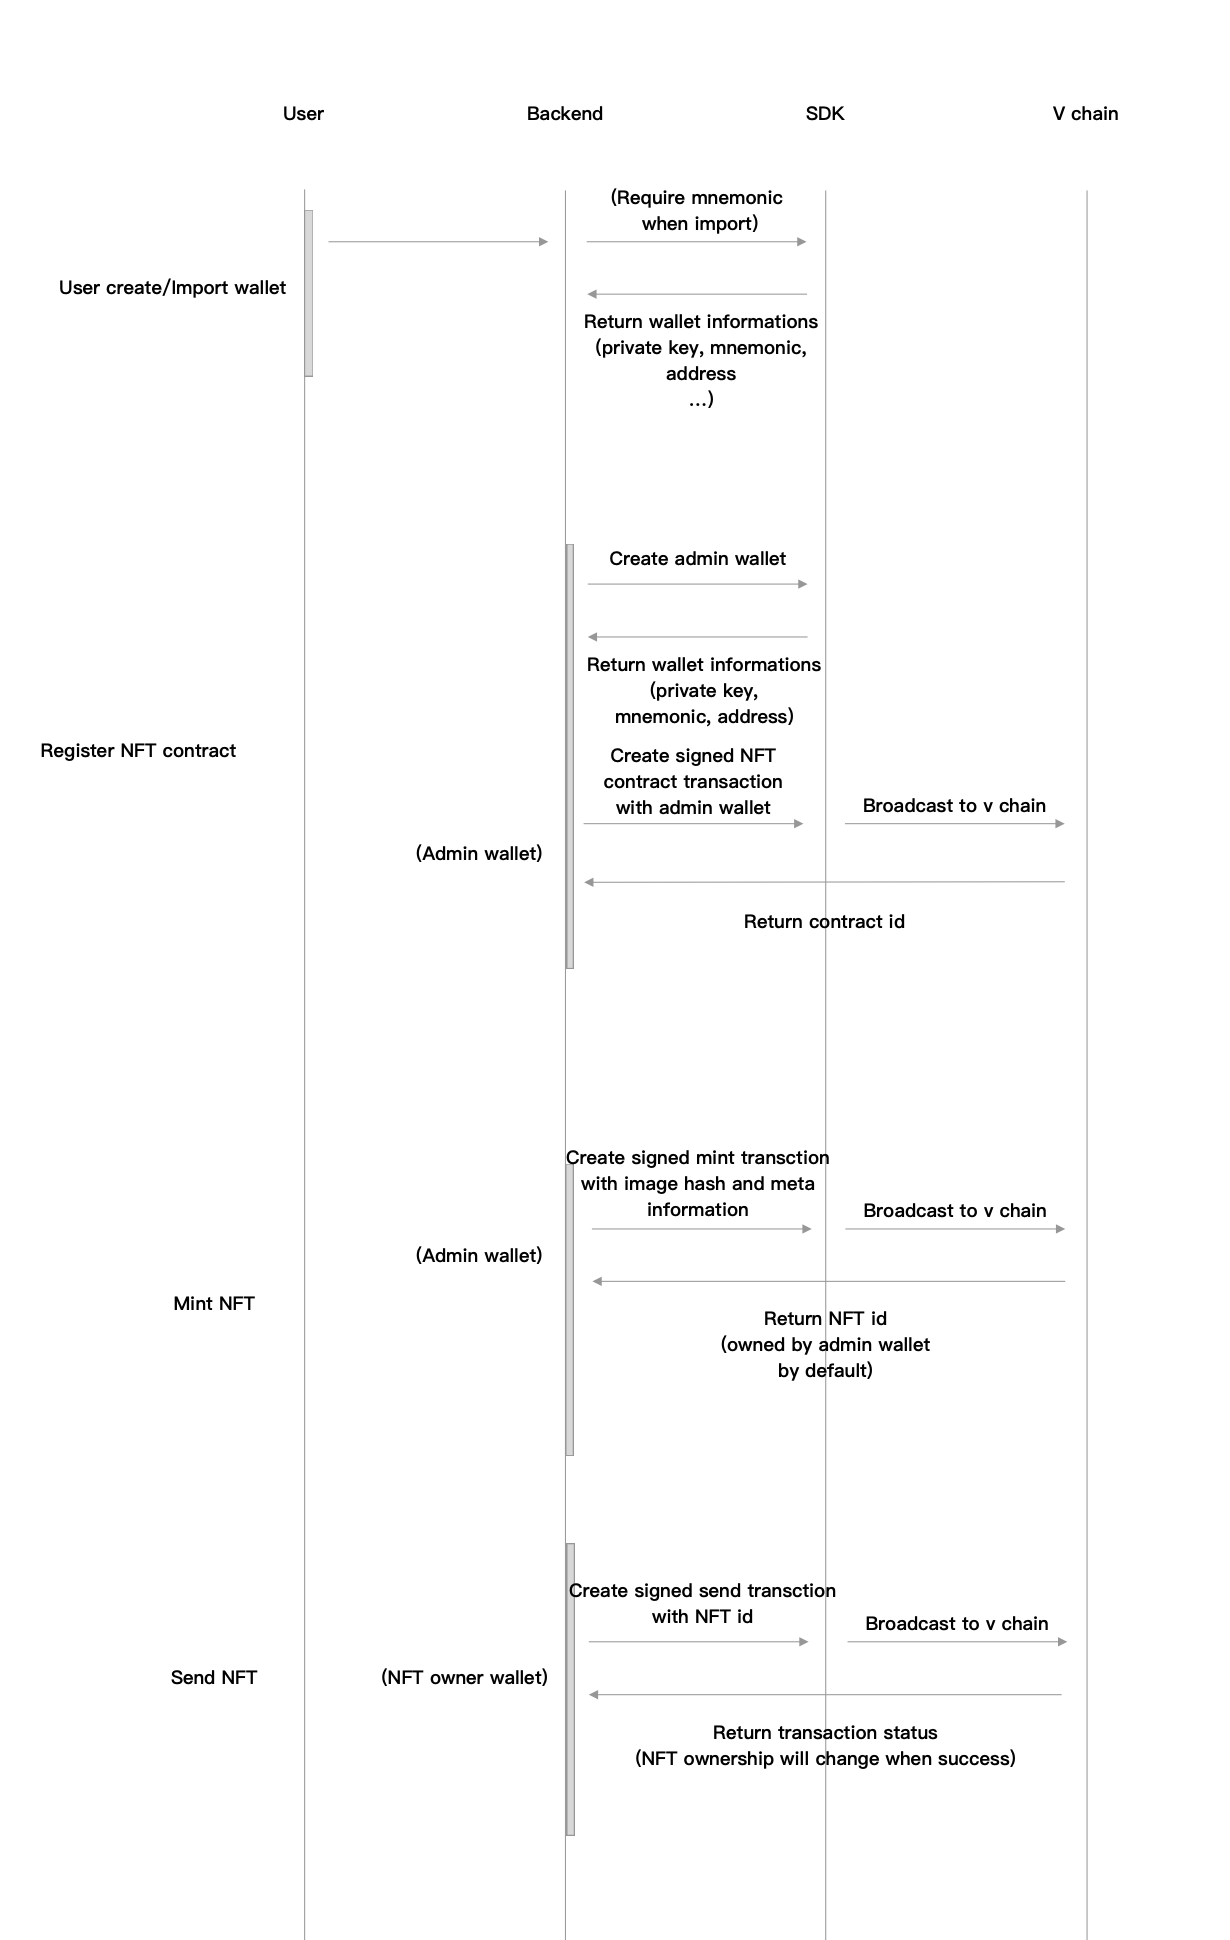 User
Backend
SDK
V chain
(Require mnemonic
when import)
User create/Import wallet
Return wallet informations
(private key, mnemonic,
address
...)
Create admin wallet
Return wallet informations
(private key,
mnemonic, address)
Register NFT contract
Create signed NFT
contract transaction
with admin wallet
Broadcast to v chain
(Admin wallet)
Return contract id
Create signed mint transction
with image hash and meta
information
Broadcast to v chain
(Admin wallet)
Mint NFT
Return NFT id
(owned by admin wallet
by default)
Create signed send transction
with NFT id
Broadcast to v chain
Send NFT
(NFT owner wallet)
Return transaction status
(NFT ownership will change when success)